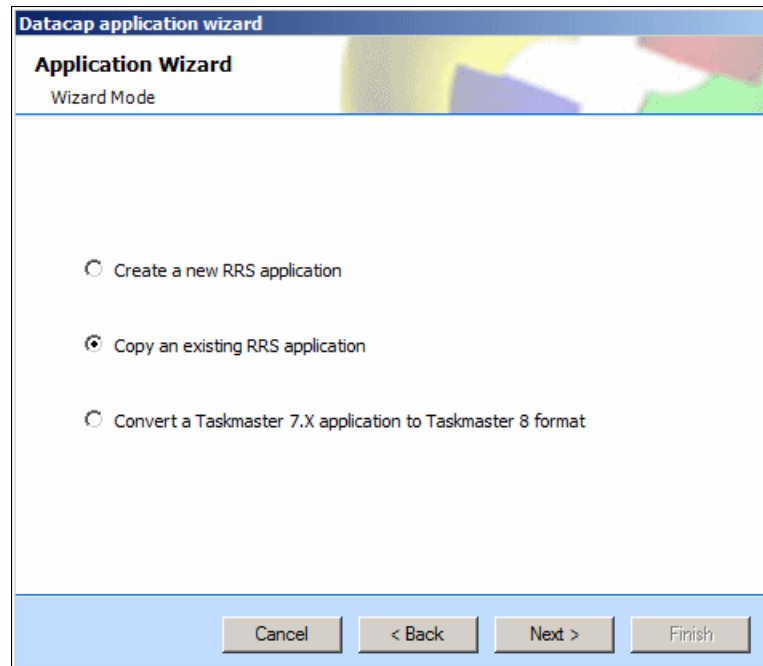 Datacap application wizard
Application Wizard
Wizard Mode
Create a new RRS application
Copy an existing RRS application
Convert a Taskmaster 7.X application to Taskmaster 8 format
Cancel
< Back
Next >
Finish